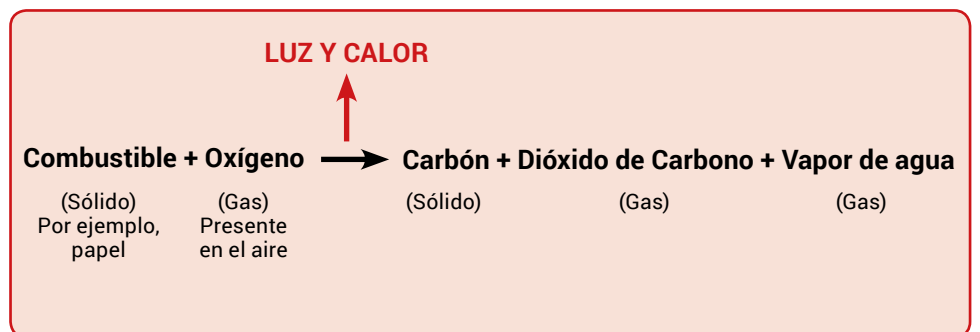 LUZ Y CALOR
Combustible + Oxígeno Carbón + Dióxido de Carbono + Vapor de agua
(Sólido) (Gas) (Sólido) (Gas) (Gas)
Por ejemplo, Presente
papel en el aire